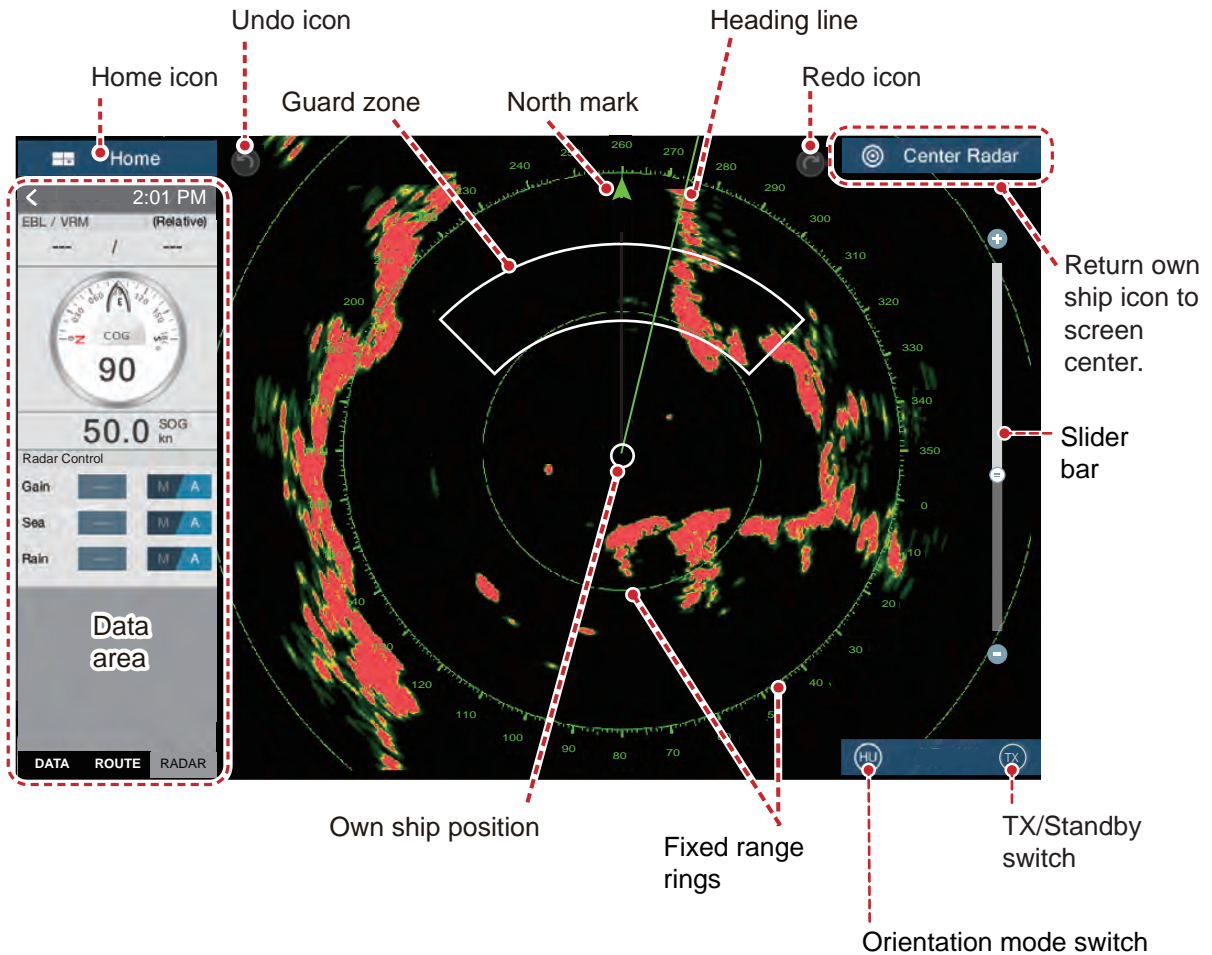 Undo icon
Heading line
Home icon
Redo icon
Guard zone
North mark
Home
Center Radar
2:01 PM
EBL / VRM
(Relative)
---
/
---
COG
90
50.0
SOG
kn
Radar Control
Gain
M
A
Sea
M
A
Rain
M
A
Data
area
DATA
ROUTE
RADAR
240
260
270
280
290
300
310
320
330
340
350
0
10
20
30
40
60
70
80
90
100
110
120
200
Return own
ship icon to
screen
center.
Slider
bar
HU
TX
Own ship position
Fixed range
rings
TX/Standby
switch
Orientation mode switch